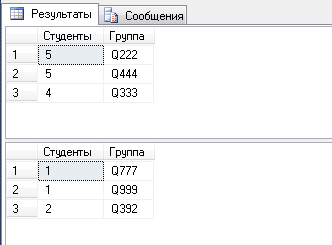 Результаты Сообщения
Студенты Группа
1 5 Q222
2 5 Q444
3 4 Q333
Студенты Группа
1 1 Q777
2 1 Q999
3 2 Q392